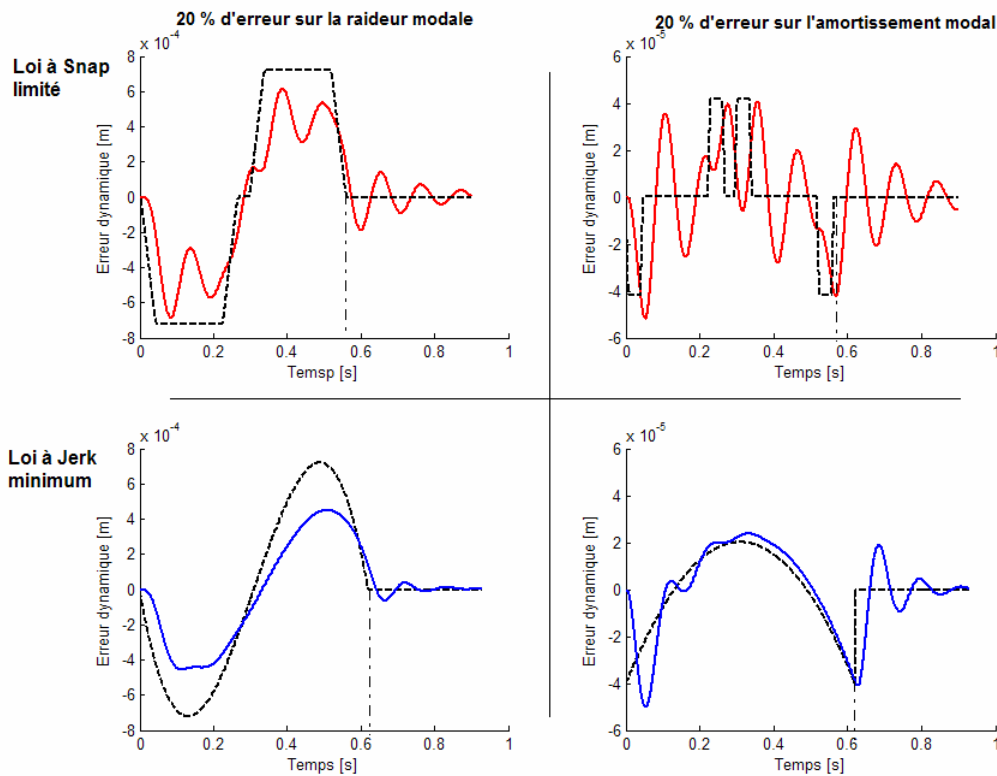 20 % d'erreur sur la raideur modale
20 % d'erreur sur l'amortissement modal
Loi à Snap
limité
x 10-4
8
6
4
2
0
-2
-4
-6
-8
Erreur dynamique [m]
0 0.2 0.4 0.6 0.8 1
Temsp [s]
x 10-5
6
4
2
0
-2
-4
-6
Erreur dynamique [m]
0 0.2 0.4 0.6 0.8 1
Temps [s]
Loi à Jerk
minimum
x 10-4
8
6
4
2
0
-2
-4
-6
-8
Erreur dynamique [m]
0 0.2 0.4 0.6 0.8 1
Temps [s]
x 10-5
6
4
2
0
-2
-4
-6
Erreur dynamique [m]
0 0.2 0.4 0.6 0.8 1
Temps [s]